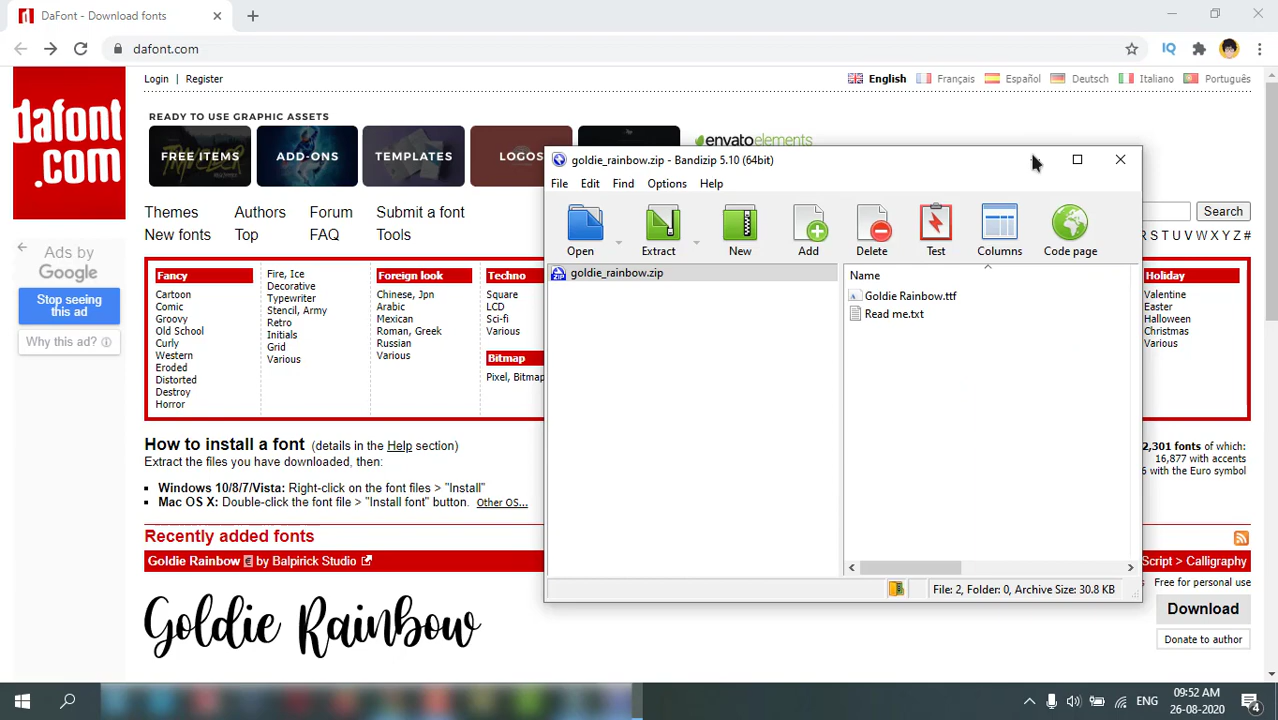 DaFont - Download fonts
dafont.com
IQ
Login | Register
English Français Español Deutsch Italiano Português
dafont
.com
READY TO USE GRAPHIC ASSETS
FREE ITEMS
ADD-ONS
TEMPLATES
LOGOS
envatoelements
Themes Authors Forum Submit a font
New fonts Top FAQ Tools
Search
R S T U V W X Y Z #
Ads by
Google
Stop seeing
this ad
Why this ad?
Fancy
Cartoon
Comic
Groovy
Old School
Curly
Western
Eroded
Distorted
Destroy
Horror
Fire, Ice
Decorative
Typewriter
Stencil, Army
Retro
Initials
Grid
Various
Foreign look
Chinese, Jpn
Arabic
Mexican
Roman, Greek
Russian
Various
Techno
Square
LCD
Sci-fi
Various
Bitmap
Pixel, Bitmap
Holiday
Valentine
Easter
Halloween
Christmas
Various
goldie_rainbow.zip - Bandizip 5.10 (64bit)
File Edit Find Options Help
Open Extract New Add Delete Test Columns Code page
goldie_rainbow.zip
Name
Goldie Rainbow.ttf
Read me.txt
File: 2, Folder: 0, Archive Size: 30.8 KB
How to install a font (details in the Help section)
Extract the files you have downloaded, then:
Windows 10/8/7/Vista: Right-click on the font files > "Install"
Mac OS X: Double-click the font file > "Install font" button. Other OS...
2,301 fonts of which:
16,877 with accents
6 with the Euro symbol
Recently added fonts
Goldie Rainbow € by Balpirick Studio
Script > Calligraphy
Goldie Rainbow
Free for personal use
Download
Donate to author
ENG
09:52 AM
26-08-2020
4